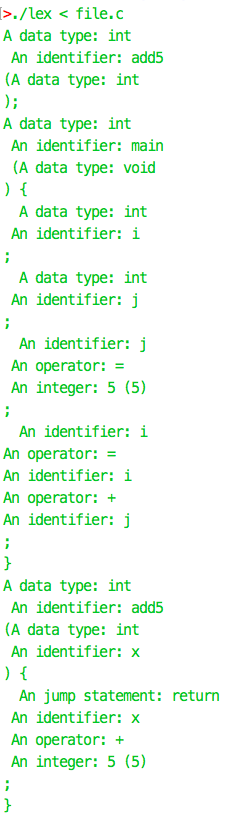 >./lex < file.c
A data type: int
 An identifier: add5
(A data type: int
);
A data type: int
 An identifier: main
 (A data type: void
) {
  A data type: int
 An identifier: i
;
  A data type: int
 An identifier: j
;
  An identifier: j
 An operator: =
 An integer: 5 (5)
;
  An identifier: i
An operator: =
An identifier: i
An operator: +
An identifier: j
;
}
A data type: int
 An identifier: add5
(A data type: int
 An identifier: x
) {
  An jump statement: return
 An identifier: x
 An operator: +
 An integer: 5 (5)
;
}